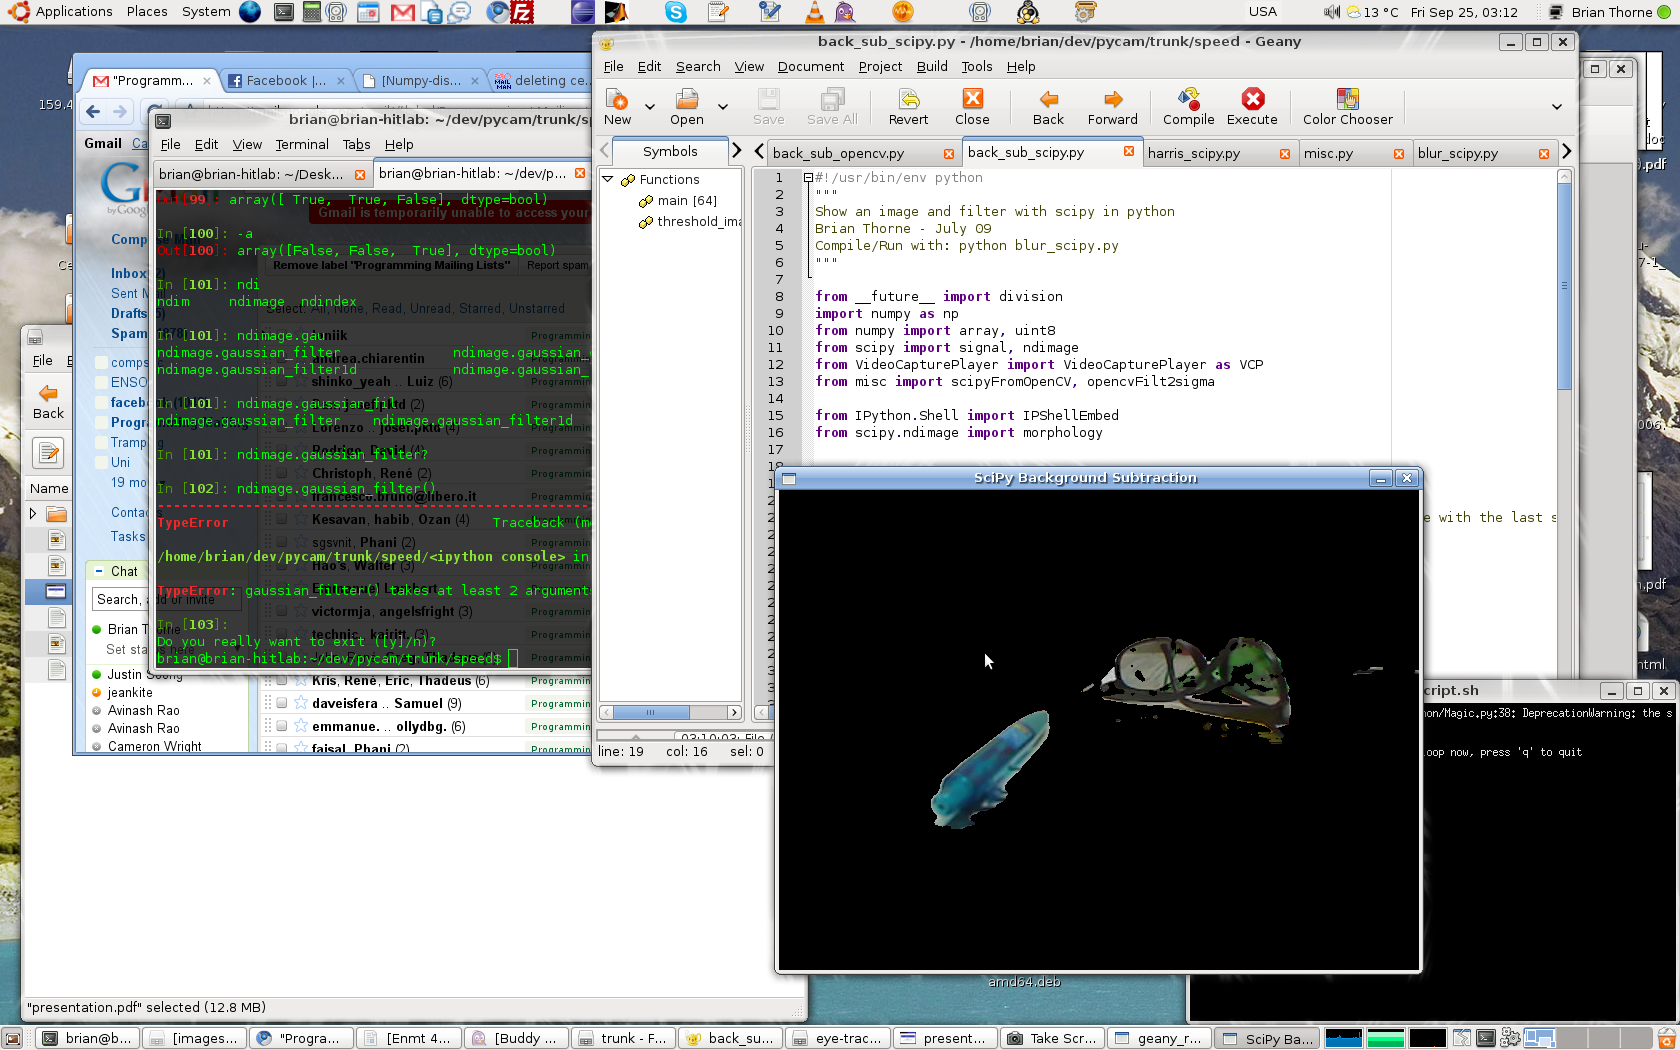 Applications Places System
USA
13 °C Fri Sep 25, 03:12
Brian Thorne
back_sub_scipy.py - /home/brian/dev/pycam/trunk/speed - Geany
File Edit Search View Document Project Build Tools Help
New Open Save Save All Revert Close Back Forward Compile Execute Color Chooser
Symbols
back_sub_opencv.py back_sub_scipy.py harris_scipy.py misc.py blur_scipy.py
Functions
main [64]
threshold_ima
1 #!/usr/bin/env python
2 """
3 Show an image and filter with scipy in python
4 Brian Thorne - July 09
5 Compile/Run with: python blur_scipy.py
6 """
7
8 from __future__ import division
9 import numpy as np
10 from numpy import array, uint8
11 from scipy import signal, ndimage
12 from VideoCapturePlayer import VideoCapturePlayer as VCP
13 from misc import scipyFromOpenCV, opencvFilt2sigma
14
15 from IPython.Shell import IPShellEmbed
16 from scipy.ndimage import morphology
17
e with the last s
line: 19 col: 16 sel: 0
"Programm... Facebook |... [Numpy-dis... deleting ce...
159.4
Gmail Ca
brian@brian-hitlab: ~/dev/pycam/trunk/sp
File Edit View Terminal Tabs Help
brian@brian-hitlab: ~/Desk... brian@brian-hitlab: ~/dev/p...
Out[99]: array([ True, True, False], dtype=bool)
Gmail is temporarily unable to access your
In [100]: -a
Out[100]: array([False, False, True], dtype=bool)
Remove label "Programming Mailing Lists" Report spam
In [101]: ndi
ndim ndimage ndindex
Select: All, None, Read, Unread, Starred, Unstarred
In [101]: ndimage.gau
ndimage.gaussian_filter ndimage.gaussian_
ndimage.gaussian_filter1d ndimage.gaussian_
shinko_yeah .. Luiz (6)
In [101]: ndimage.gaussian_fil
ndimage.gaussian_filter ndimage.gaussian_filter1d
In [101]: ndimage.gaussian_filter?
Christoph, René (2)
In [102]: ndimage.gaussian_filter()
francesco.bruno@libero.it
Kesavan, habib, Ozan (4)
TypeError Traceback (m
sgsvnit, Phani (2)
/home/brian/dev/pycam/trunk/speed/<ipython console> in
Hao's, Walter (3)
TypeError: gaussian_filter() takes at least 2 argument
victormja, angelsfright (3)
In [103]:
Do you really want to exit ([y]/n)?
brian@brian-hitlab:~/dev/pycam/trunk/speed$
Kris, René, Eric, Thadeus (6)
daveisfera .. Samuel (9)
emmanue. .. ollydbg. (6)
faisal, Phani (2)
by Goog
Inbox
Sent M
Drafts
Spam
comps
ENSO
faceb
Progr
Tramp
Uni
19 mo
Contac
Tasks
Chat
Search, add or invite
Brian Thorne
Set sta
Justin Soong
jeankite
Avinash Rao
Avinash Rao
Cameron Wright
File E
Back
Name
SciPy Background Subtraction
cript.sh
on/Magic.py:38: DeprecationWarning: the s
oop now, press 'q' to quit
amd64.deb
"presentation.pdf" selected (12.8 MB)
brian@b... [images... "Progra... [Enmt 4... [Buddy ... trunk - F... back_su... eye-trac... present... Take Scr... geany_r... SciPy Ba...